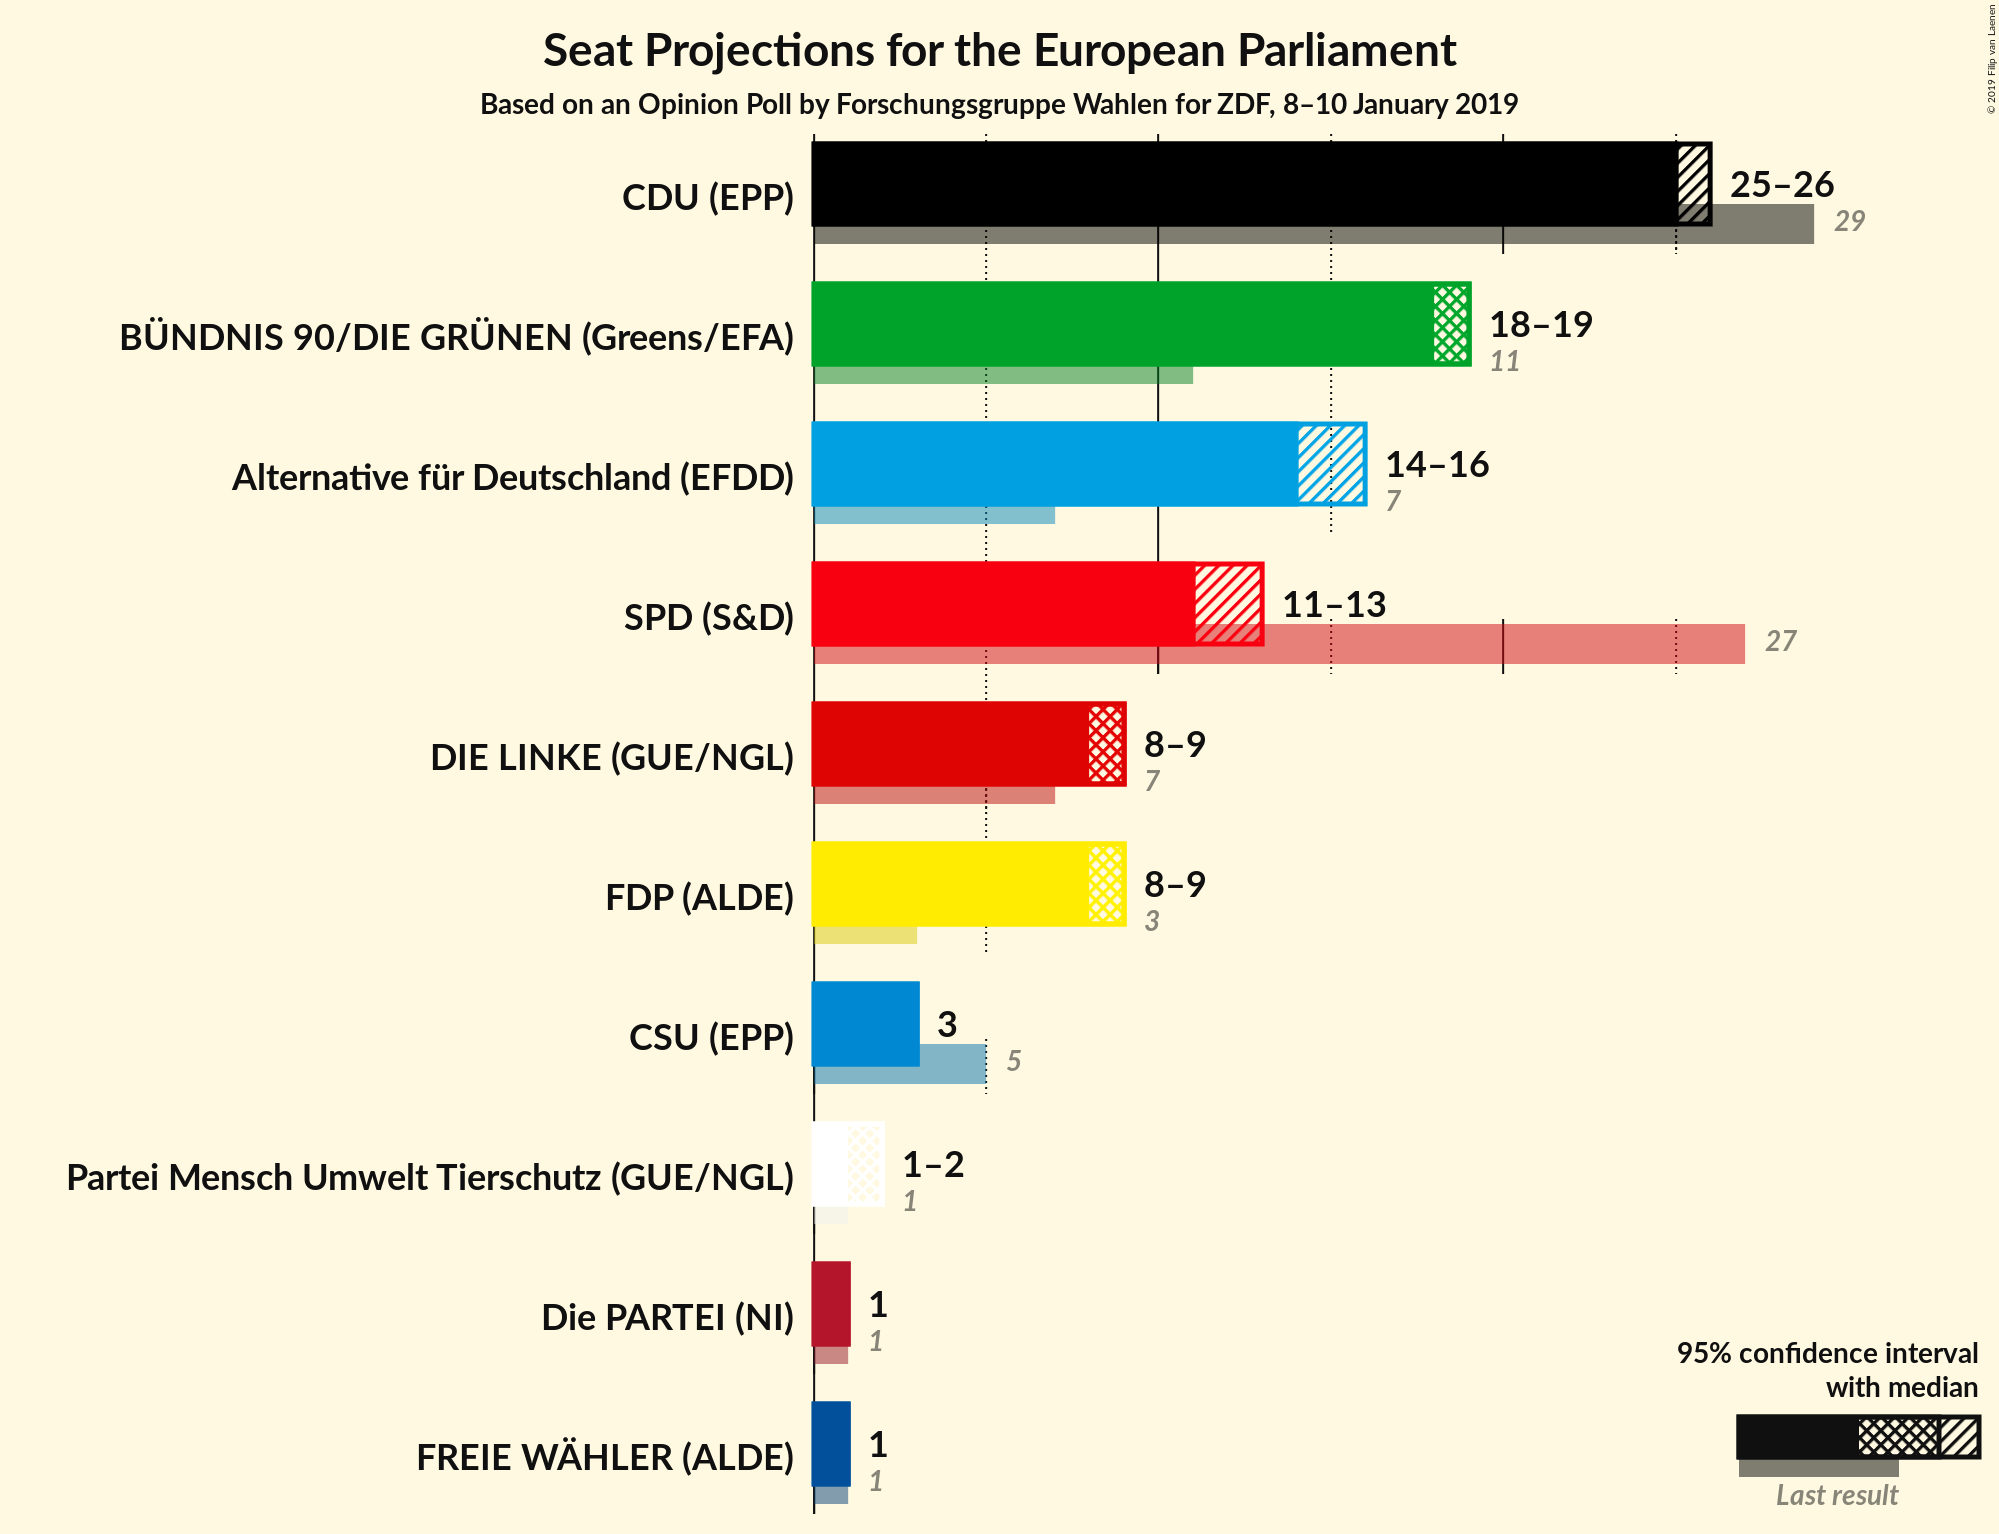 Seat Projections for the European Parliament
Based on an Opinion Poll by Forschungsgruppe Wahlen for ZDF, 8–10 January 2019
© 2019 Filip van Laenen
CDU (EPP)
25–26
29
BÜNDNIS 90/DIE GRÜNEN (Greens/EFA)
18–19
11
Alternative für Deutschland (EFDD)
14–16
7
SPD (S&D)
11–13
27
DIE LINKE (GUE/NGL)
8–9
7
FDP (ALDE)
8–9
3
CSU (EPP)
3
5
Partei Mensch Umwelt Tierschutz (GUE/NGL)
1–2
1
Die PARTEI (NI)
1
1
FREIE WÄHLER (ALDE)
1
1
95% confidence interval
with median
Last result